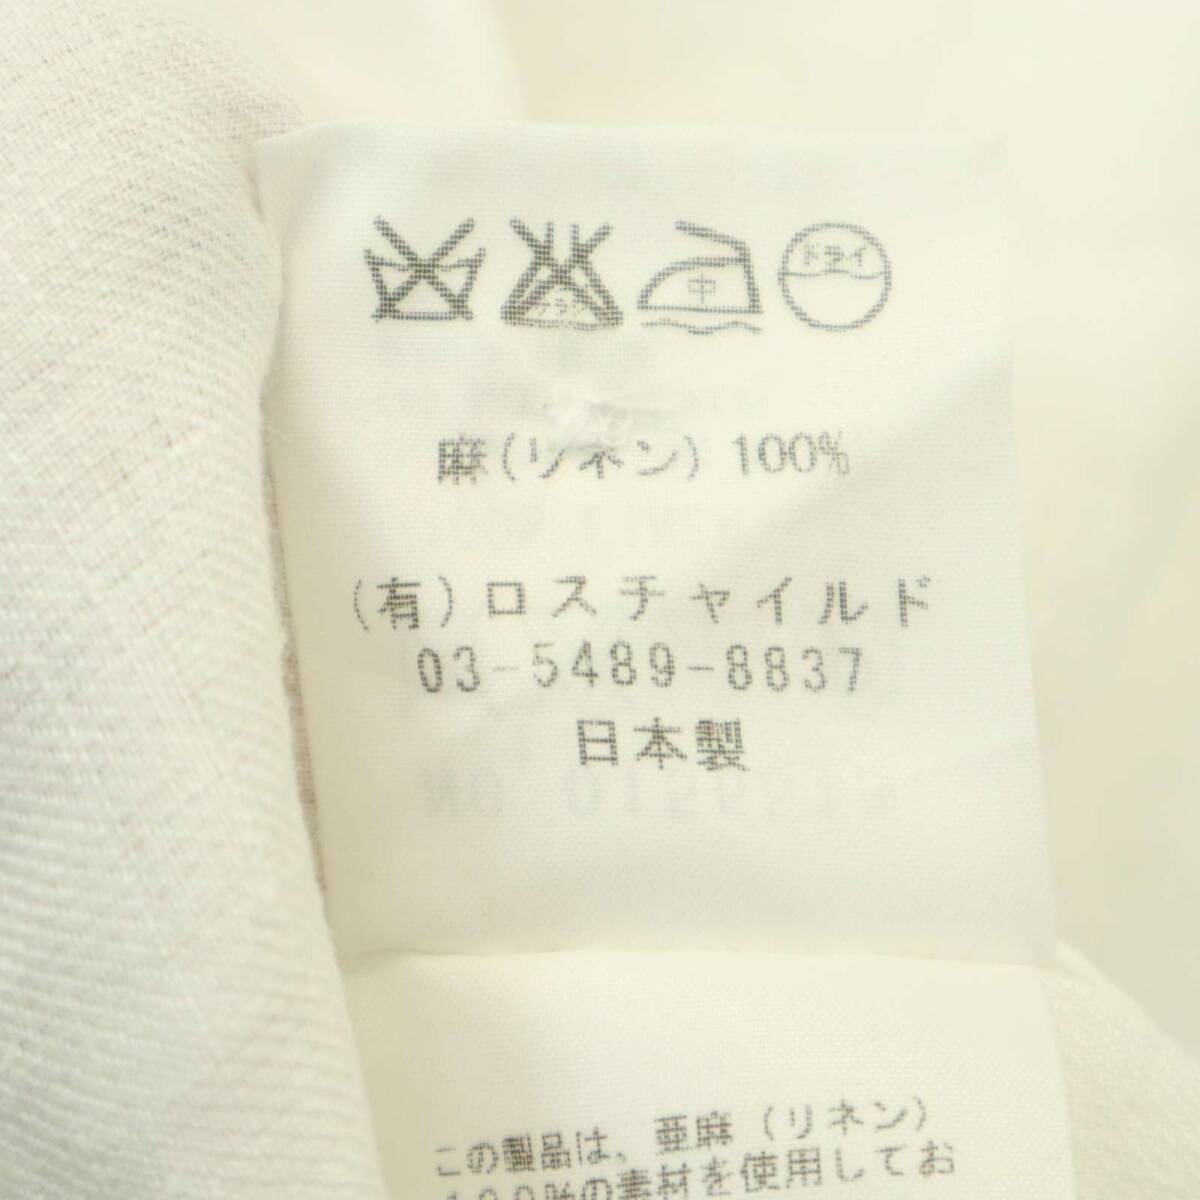 中 ドライ
麻(リネン) 100%
(有)ロスチャイルド
03-5489-8837
日本製
この製品は、亜麻（リネン）
100%の素材を使用してお